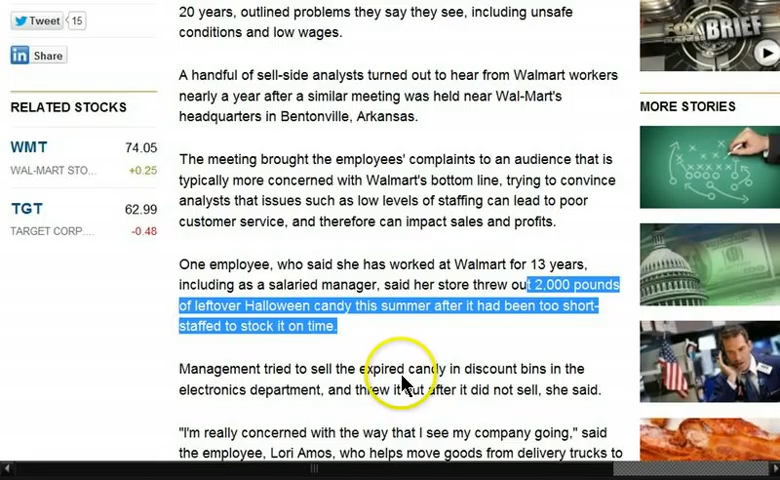 Tweet 15
in Share
RELATED STOCKS
WMT 74.05
WAL-MART STO... +0.25
TGT 62.99
TARGET CORP.... -0.48
20 years, outlined problems they say they see, including unsafe
conditions and low wages.
A handful of sell-side analysts turned out to hear from Walmart workers
nearly a year after a similar meeting was held near Wal-Mart's
headquarters in Bentonville, Arkansas.
The meeting brought the employees' complaints to an audience that is
typically more concerned with Walmart's bottom line, trying to convince
analysts that issues such as low levels of staffing can lead to poor
customer service, and therefore can impact sales and profits.
One employee, who said she has worked at Walmart for 13 years,
including as a salaried manager, said her store threw out 2,000 pounds
of leftover Halloween candy this summer after it had been too short-
staffed to stock it on time.
Management tried to sell the expired candy in discount bins in the
electronics department, and threw it out after it did not sell, she said.
"I'm really concerned with the way that I see my company going," said
the employee, Lori Amos, who helps move goods from delivery trucks to
FOX
BUSINESS
BRIEF
MORE STORIES